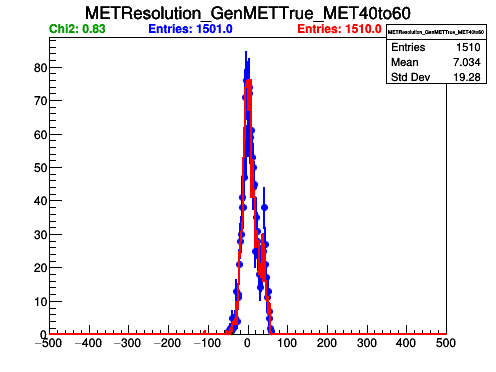 METResolution_GenMETTrue_MET40to60
Chi2: 0.83 Entries: 1501.0 Entries: 1510.0
METResolution_GenMETTrue_MET40to60
Entries 1510
Mean 7.034
Std Dev 19.28
80
70
60
50
40
30
20
10
0
−500 −400 −300 −200 −100 0 100 200 300 400 500